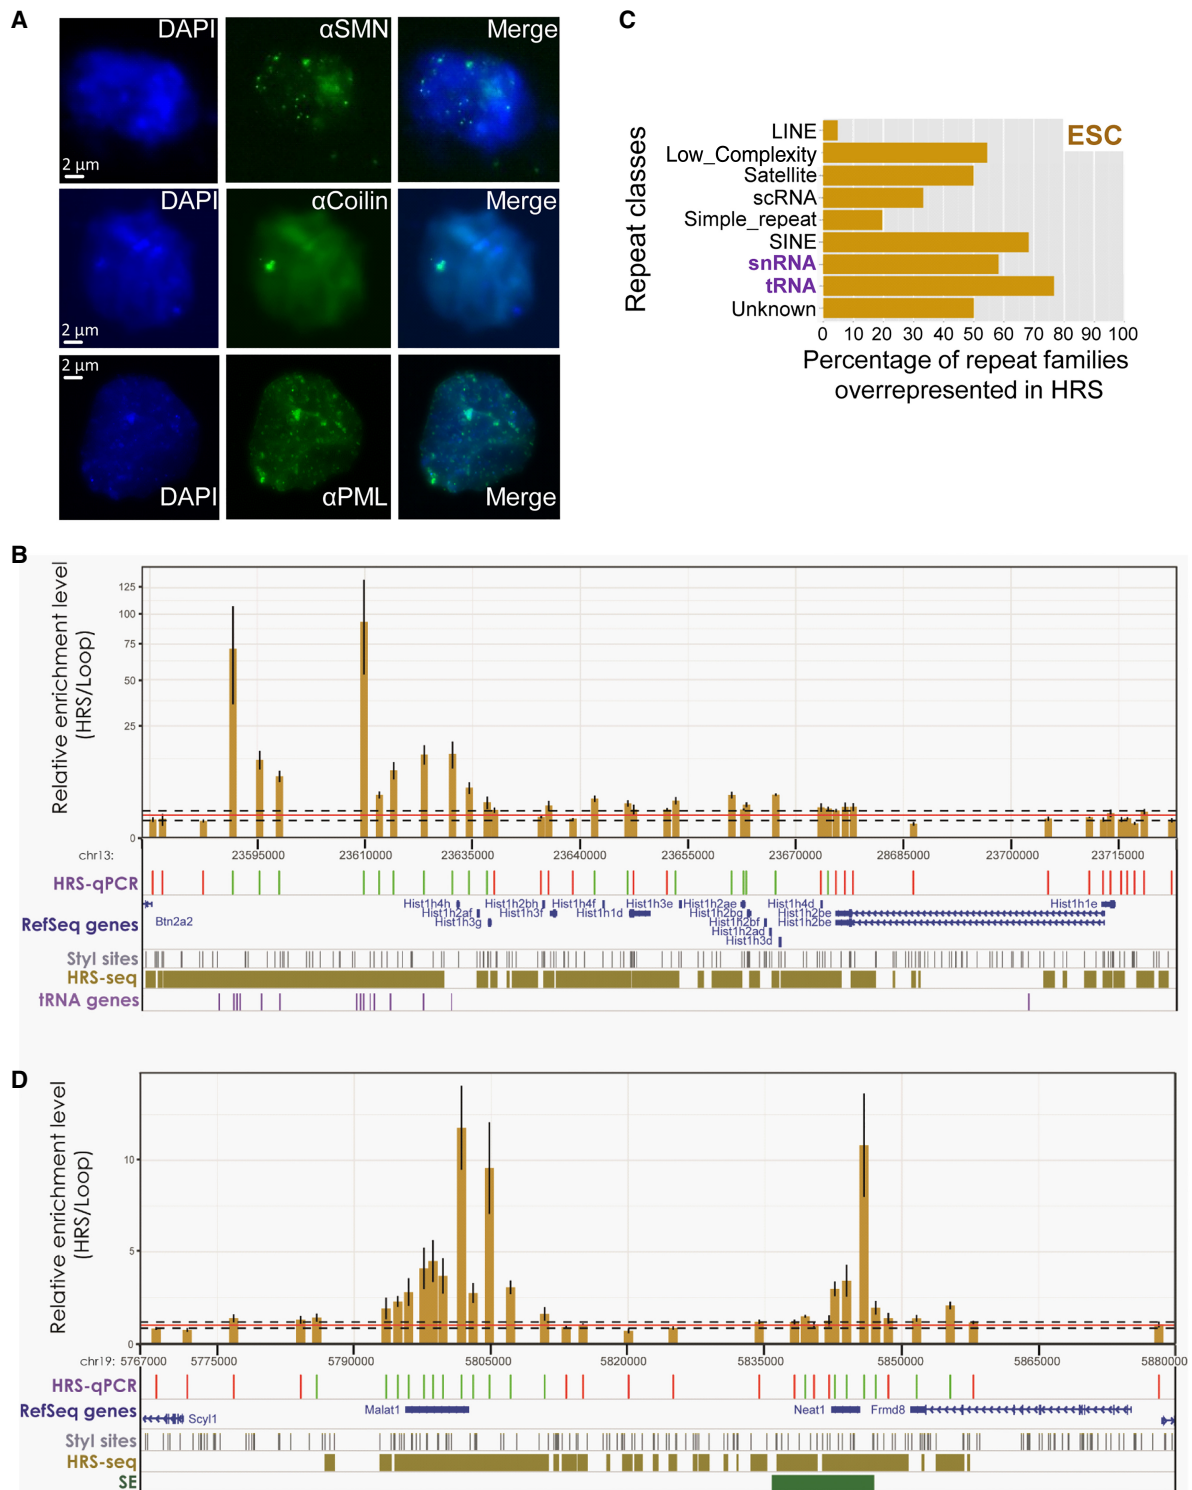 A
DAPI
αSMN
Merge
2 μm
DAPI
αCoilin
Merge
2 μm
2 μm
DAPI
αPML
Merge
C
Repeat classes
LINE
Low_Complexity
Satellite
scRNA
Simple_repeat
SINE
snRNA
tRNA
Unknown
ESC
0 10 20 30 40 50 60 70 80 90 100
Percentage of repeat families
overrepresented in HRS
B
Relative enrichment level
(HRS/Loop)
125
100
75
50
25
0
chr13:
23595000 23610000 23635000 23640000 23655000 23670000 28685000 23700000 23715000
HRS-qPCR
RefSeq genes
Hist1h4h Hist1h2bh Hist1h4f Hist1h3e Hist1h2ae Hist1h4d Hist1h1e
Hist1h2af Hist1h3f Hist1h1d Hist1h2bg Hist1h2be
Btn2a2 Hist1h3g Hist1h2bf Hist1h2be
Hist1h2ad
Hist1h3d
StyI sites
HRS-seq
tRNA genes
D
Relative enrichment level
(HRS/Loop)
10
5
0
chr19:
5767000 5775000 5790000 5805000 5820000 5835000 5850000 5865000 5880000
HRS-qPCR
RefSeq genes
Scyl1 Malat1 Neat1 Frmd8
StyI sites
HRS-seq
SE